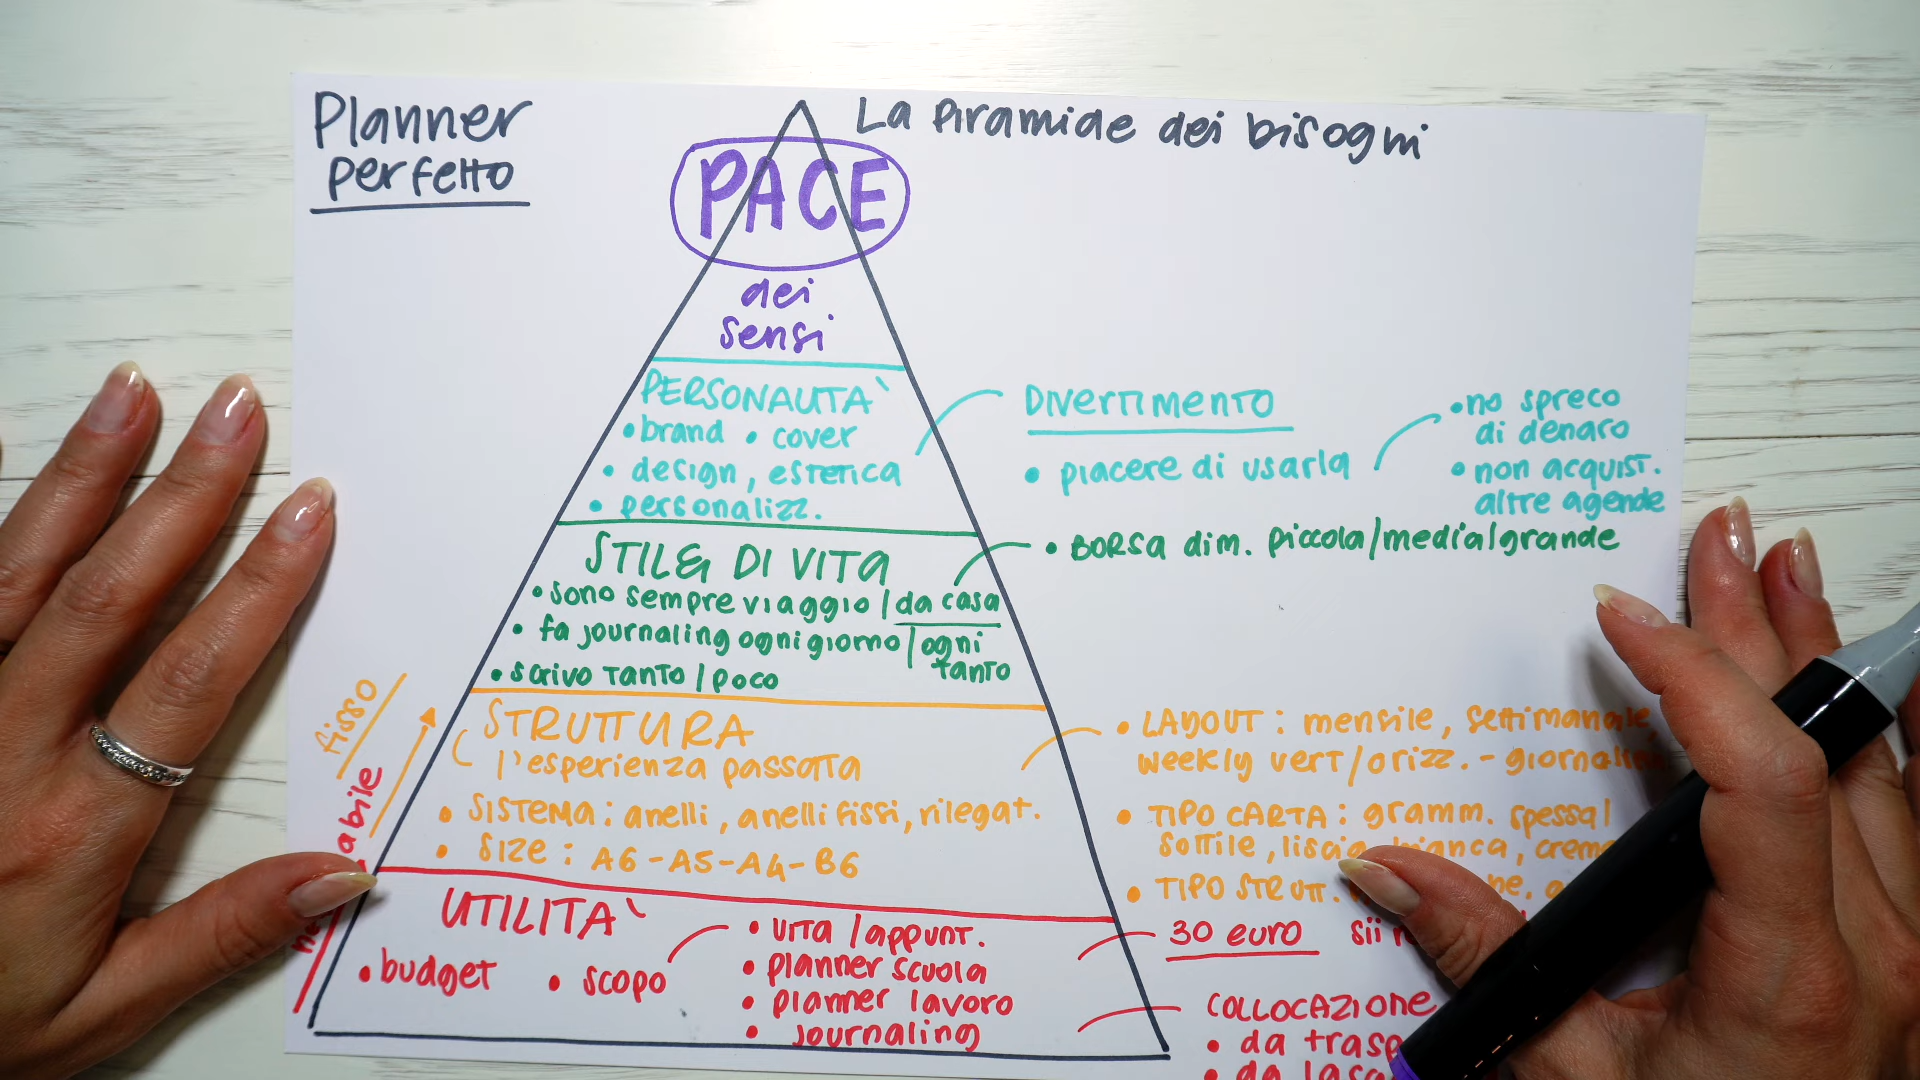 Planner
perfetto
La piramide dei bisogni
PACE
dei
sensi
PERSONALITA'
• brand • cover
• design, estetica
• personalizz.
DIVERTIMENTO
• piacere di usarla
• no spreco
di denaro
• non acquist.
altre agende
STILE DI VITA
• sono sempre viaggio / da casa
• fa journaling ogni giorno / ogni
tanto
• scrivo tanto / poco
• BORSA dim. piccola/media/grande
fisso
STRUTTURA
l'esperienza passata
• SISTEMA: anelli, anelli fissi, rilegat.
• SIZE: A6-A5-A4-B6
• LAYOUT: mensile, settimanale,
weekly vert/orizz. -
• TIPO CARTA: gramm. spessa/
sottile, liscia, bianca, crema
• TIPO STRUTT.
UTILITA'
• budget
• scopo
• vita / appunt.
• planner scuola
• planner lavoro
• journaling
30 euro sii
COLLOCAZIONE
• da
• da